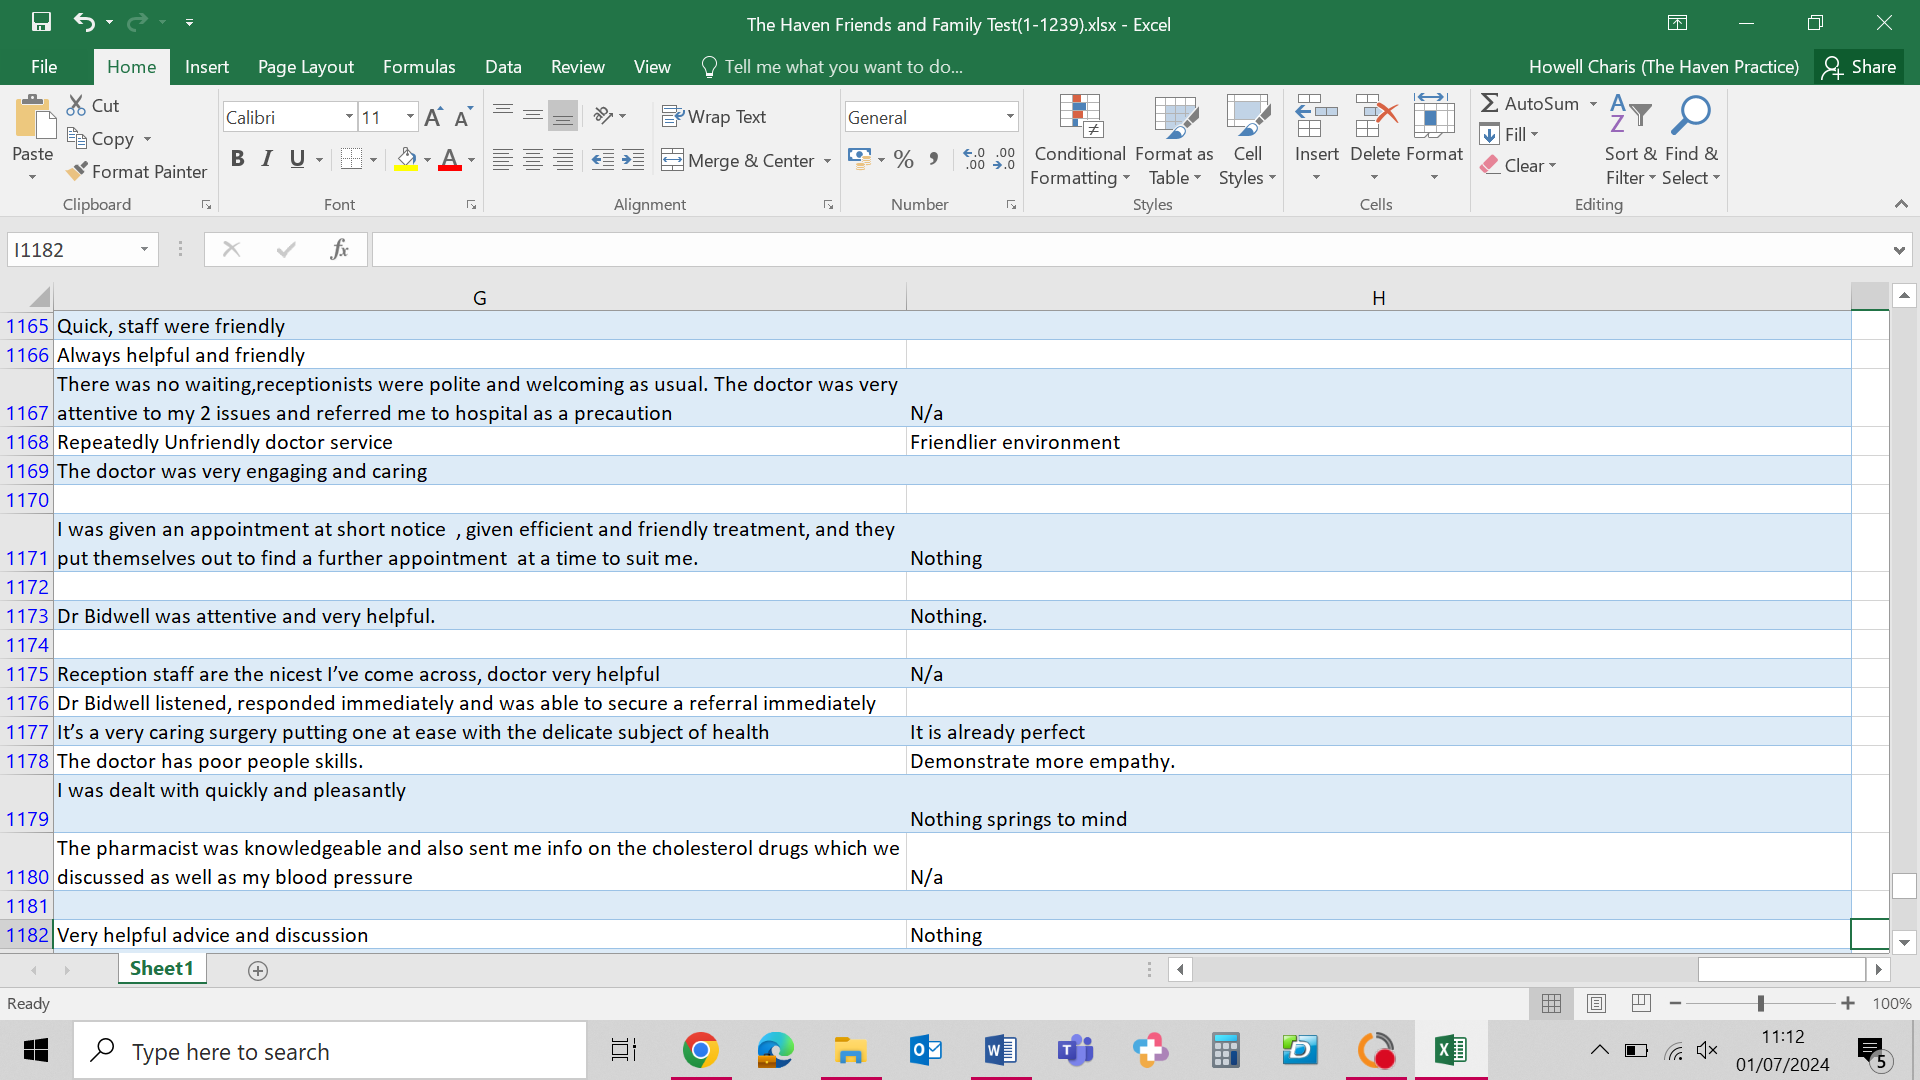 The Haven Friends and Family Test(1-1239).xlsx - Excel
File Home Insert Page Layout Formulas Data Review View Tell me what you want to do... Howell Charis (The Haven Practice) Share
Paste
Cut
Copy
Format Painter
Clipboard
Calibri 11 A A
B I U A
Font
Wrap Text
Merge & Center
Alignment
General
% , .0 .00 .00 .0
Number
Conditional Formatting
Format as Table
Cell Styles
Styles
Insert Delete Format
Cells
AutoSum
Fill
Clear
Sort & Filter
Find & Select
Editing
I1182 fx
G H
1165 Quick, staff were friendly
1166 Always helpful and friendly
There was no waiting,receptionists were polite and welcoming as usual. The doctor was very
1167 attentive to my 2 issues and referred me to hospital as a precaution N/a
1168 Repeatedly Unfriendly doctor service Friendlier environment
1169 The doctor was very engaging and caring
1170
I was given an appointment at short notice , given efficient and friendly treatment, and they
1171 put themselves out to find a further appointment at a time to suit me. Nothing
1172
1173 Dr Bidwell was attentive and very helpful. Nothing.
1174
1175 Reception staff are the nicest I’ve come across, doctor very helpful N/a
1176 Dr Bidwell listened, responded immediately and was able to secure a referral immediately
1177 It’s a very caring surgery putting one at ease with the delicate subject of health It is already perfect
1178 The doctor has poor people skills. Demonstrate more empathy.
I was dealt with quickly and pleasantly
1179 Nothing springs to mind
The pharmacist was knowledgeable and also sent me info on the cholesterol drugs which we
1180 discussed as well as my blood pressure N/a
1181
1182 Very helpful advice and discussion Nothing
Sheet1
Ready 100%
Type here to search
11:12
01/07/2024
5